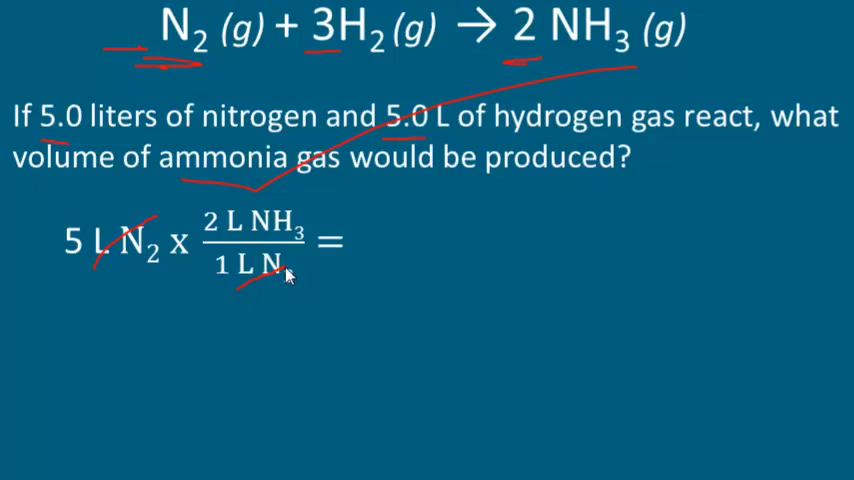 N₂ (g) + 3H₂ (g) → 2 NH₃ (g)
If 5.0 liters of nitrogen and 5.0 L of hydrogen gas react, what
volume of ammonia gas would be produced?
5 L N₂ x 2 L NH₃ / 1 L N₂ =